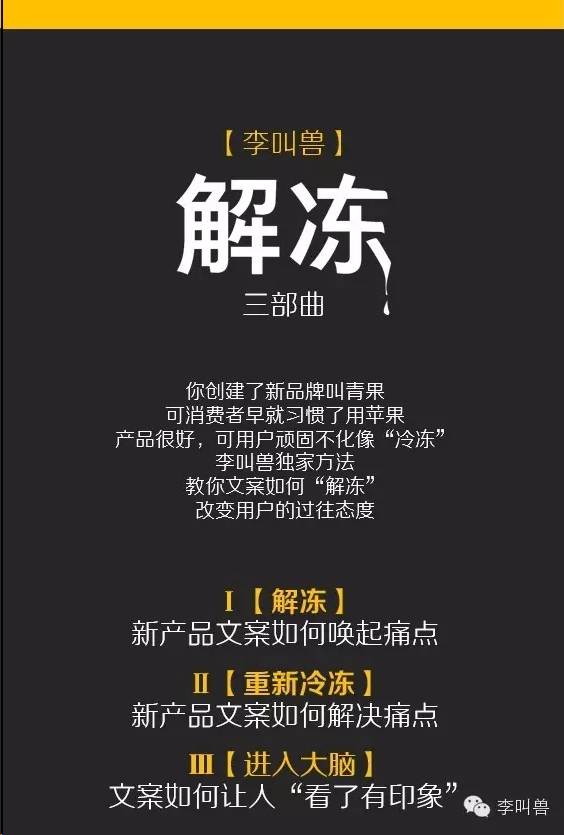 【李叫兽】
解冻
三部曲
你创建了新品牌叫青果
可消费者早就习惯了用苹果
产品很好，可用户顽固不化像“冷冻”
李叫兽独家方法
教你文案如何“解冻”
改变用户的过往态度
I【解冻】
新产品文案如何唤起痛点
II【重新冷冻】
新产品文案如何解决痛点
III【进入大脑】
文案如何让人“看了有印象”
李叫兽